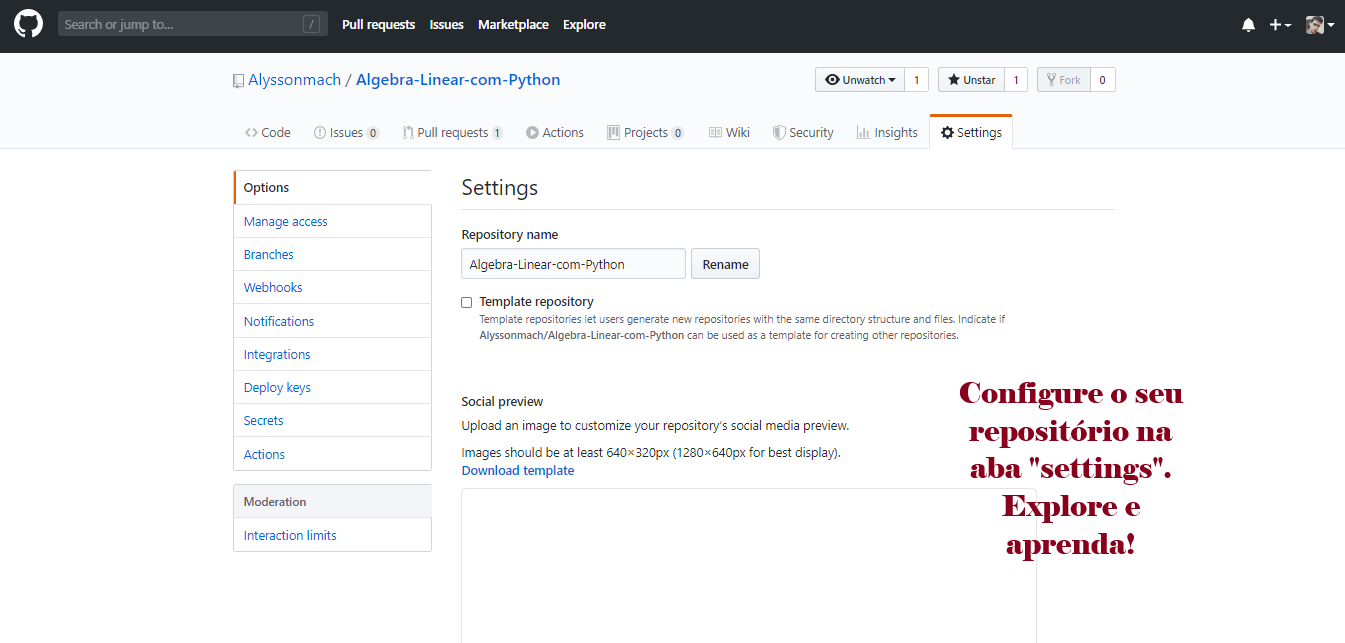 Search or jump to... /
Pull requests Issues Marketplace Explore
Alyssonmach / Algebra-Linear-com-Python
Unwatch 1 Unstar 1 Fork 0
Code Issues 0 Pull requests 1 Actions Projects 0 Wiki Security Insights Settings
Options
Manage access
Branches
Webhooks
Notifications
Integrations
Deploy keys
Secrets
Actions
Moderation
Interaction limits
Settings
Repository name
Algebra-Linear-com-Python Rename
Template repository
Template repositories let users generate new repositories with the same directory structure and files. Indicate if
Alyssonmach/Algebra-Linear-com-Python can be used as a template for creating other repositories.
Social preview
Upload an image to customize your repository’s social media preview.
Images should be at least 640×320px (1280×640px for best display).
Download template
Configure o seu
repositório na
aba "settings".
Explore e
aprenda!